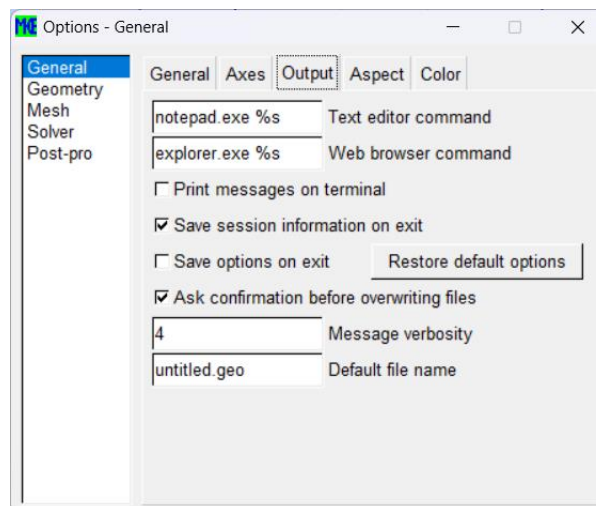 MKE Options - General
General
Geometry
Mesh
Solver
Post-pro
General Axes Output Aspect Color
notepad.exe %s Text editor command
explorer.exe %s Web browser command
Print messages on terminal
Save session information on exit
Save options on exit Restore default options
Ask confirmation before overwriting files
4 Message verbosity
untitled.geo Default file name